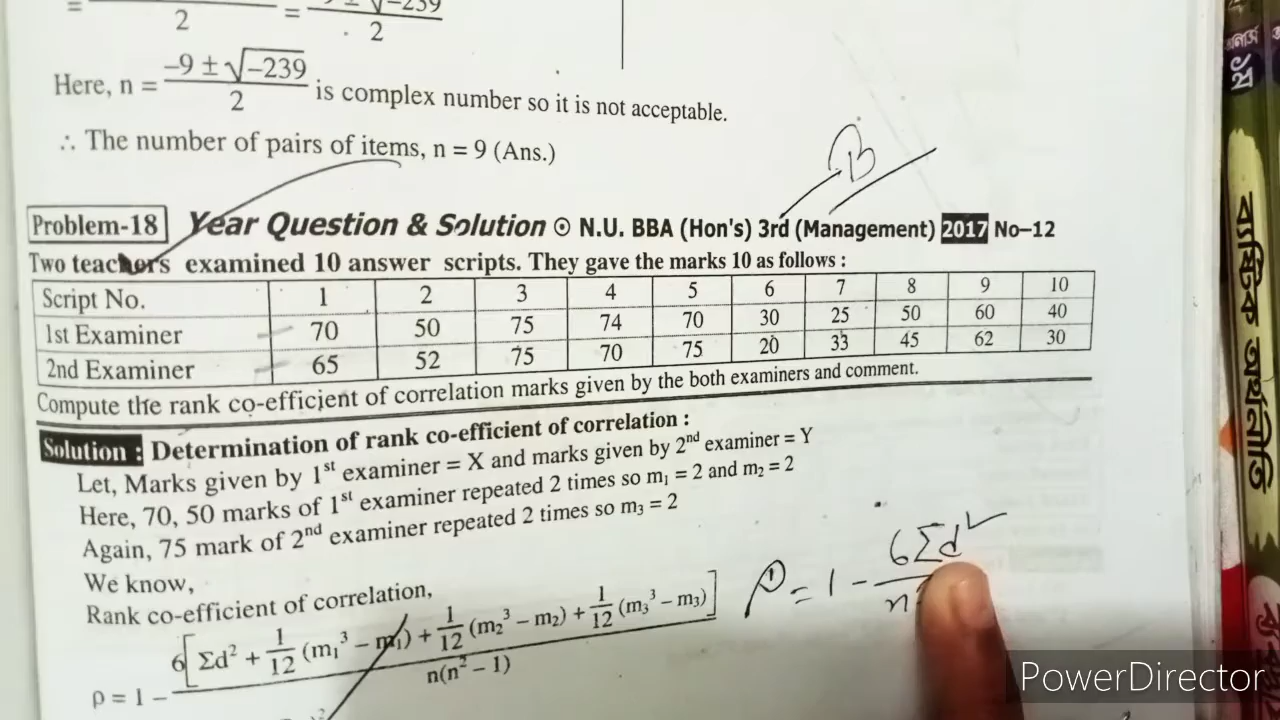 = 2 = √−239 2
Here, n = −9 ± √−239 / 2 is complex number so it is not acceptable.
∴ The number of pairs of items, n = 9 (Ans.)
B
Problem-18 Year Question & Solution ⊙ N.U. BBA (Hon's) 3rd (Management) 2017 No–12
Two teachers examined 10 answer scripts. They gave the marks 10 as follows :
Script No. 1 2 3 4 5 6 7 8 9 10
1st Examiner 70 50 75 74 70 30 25 50 60 40
2nd Examiner 65 52 75 70 75 20 33 45 62 30
Compute the rank co-efficient of correlation marks given by the both examiners and comment.
Solution : Determination of rank co-efficient of correlation :
Let, Marks given by 1st examiner = X and marks given by 2nd examiner = Y
Here, 70, 50 marks of 1st examiner repeated 2 times so m₁ = 2 and m₂ = 2
Again, 75 mark of 2nd examiner repeated 2 times so m₃ = 2
We know,
Rank co-efficient of correlation,
ρ = 1 − 6[Σd² + 1/12 (m₁³ − m₁) + 1/12 (m₂³ − m₂) + 1/12 (m₃³ − m₃)] / n(n² − 1)
ρ = 1 − 6Σd² / n
PowerDirector
ব্যষ্টিক অর্থনীতি
১ম